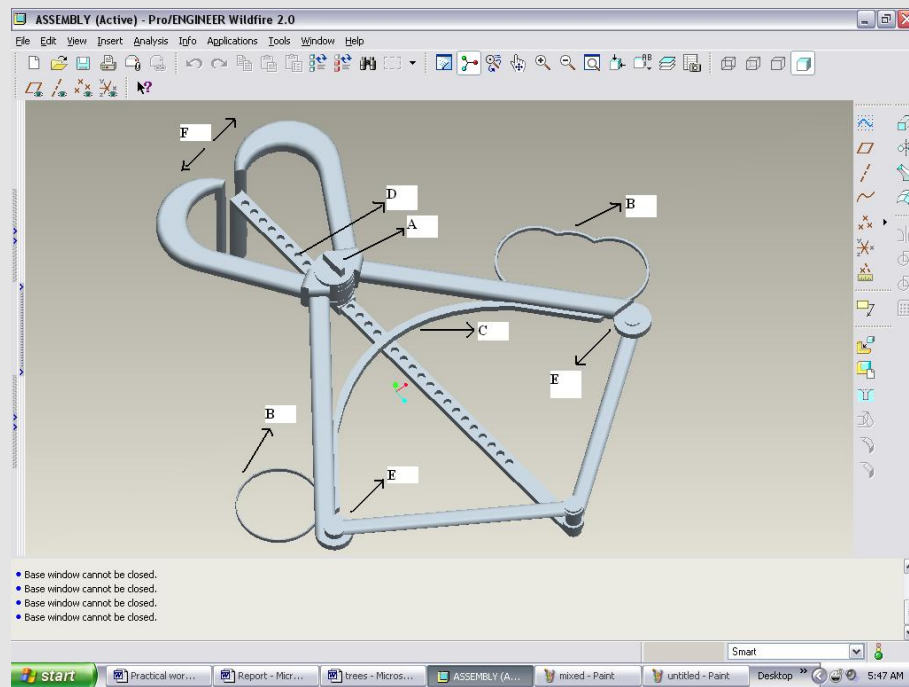 ASSEMBLY (Active) - Pro/ENGINEER Wildfire 2.0
File Edit View Insert Analysis Info Applications Tools Window Help
F
D
A
B
C
E
B
E
Base window cannot be closed.
Base window cannot be closed.
Base window cannot be closed.
Base window cannot be closed.
Smart
start Practical wor... Report - Micr... trees - Micros... ASSEMBLY (A... mixed - Paint untitled - Paint Desktop 5:47 AM